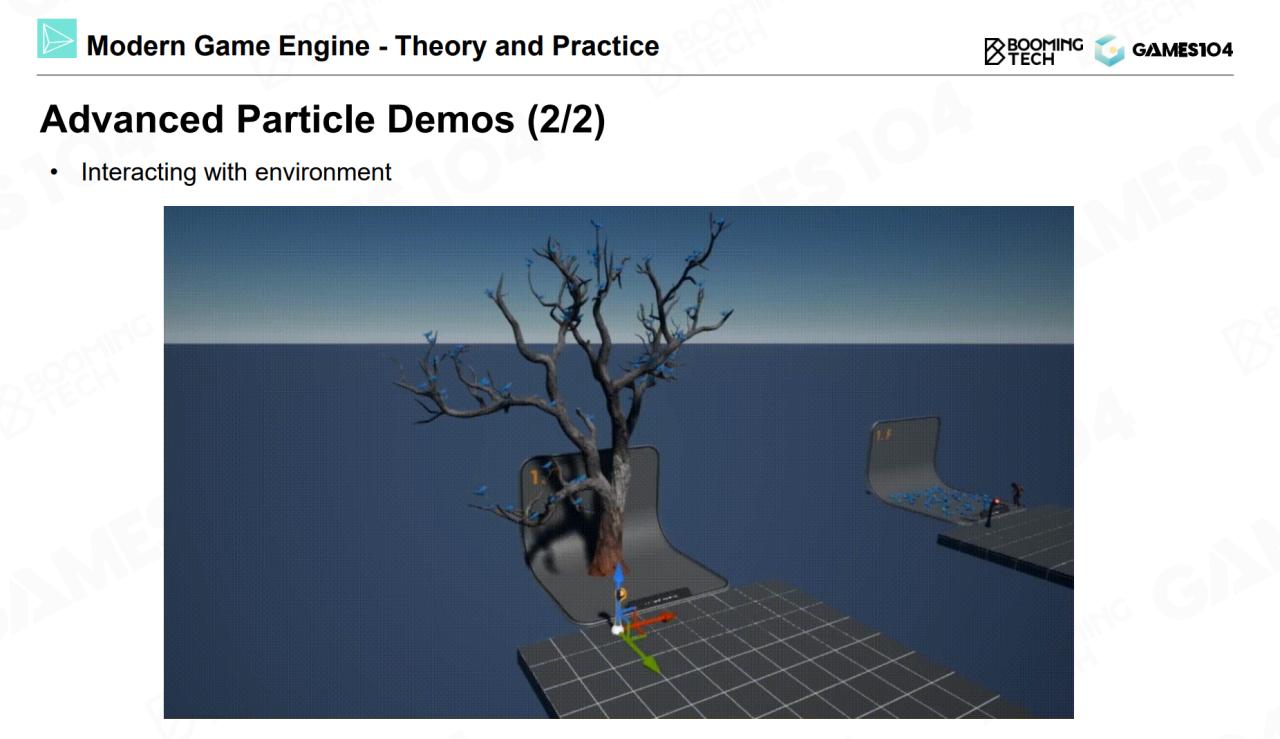 Modern Game Engine - Theory and Practice
BOOMING
TECH
GAMES104
Advanced Particle Demos (2/2)
• Interacting with environment
1.F
1.